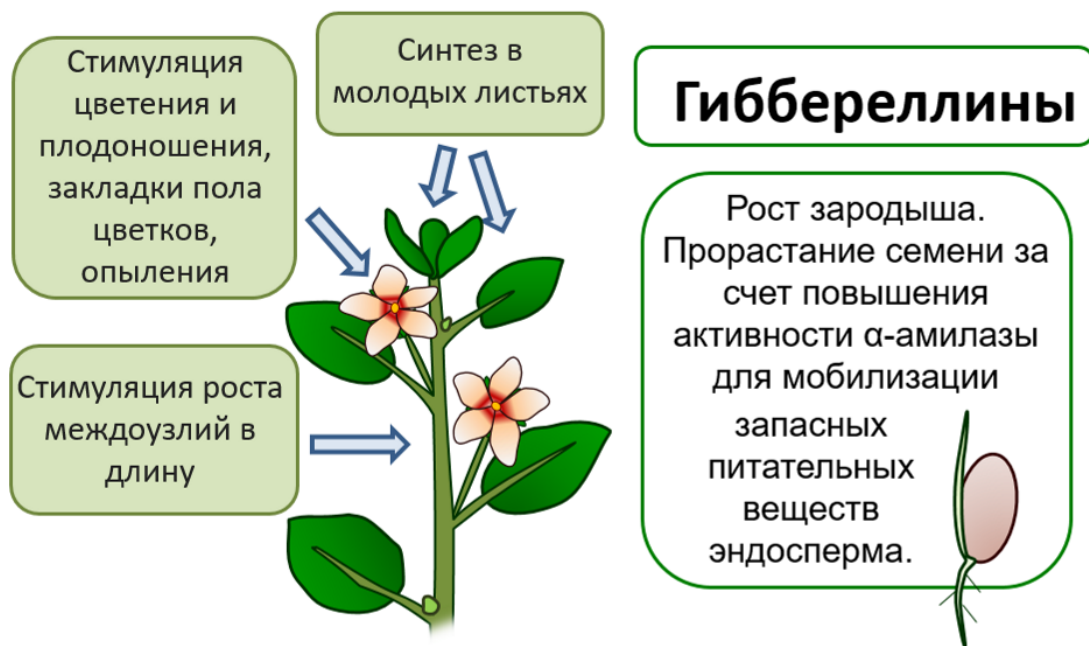 Стимуляция
цветения и
плодоношения,
закладки пола
цветков,
опыления
Синтез в
молодых листьях
Гиббереллины
Стимуляция роста
междоузлий в
длину
Рост зародыша.
Прорастание семени за
счет повышения
активности α-амилазы
для мобилизации
запасных
питательных
веществ
эндосперма.